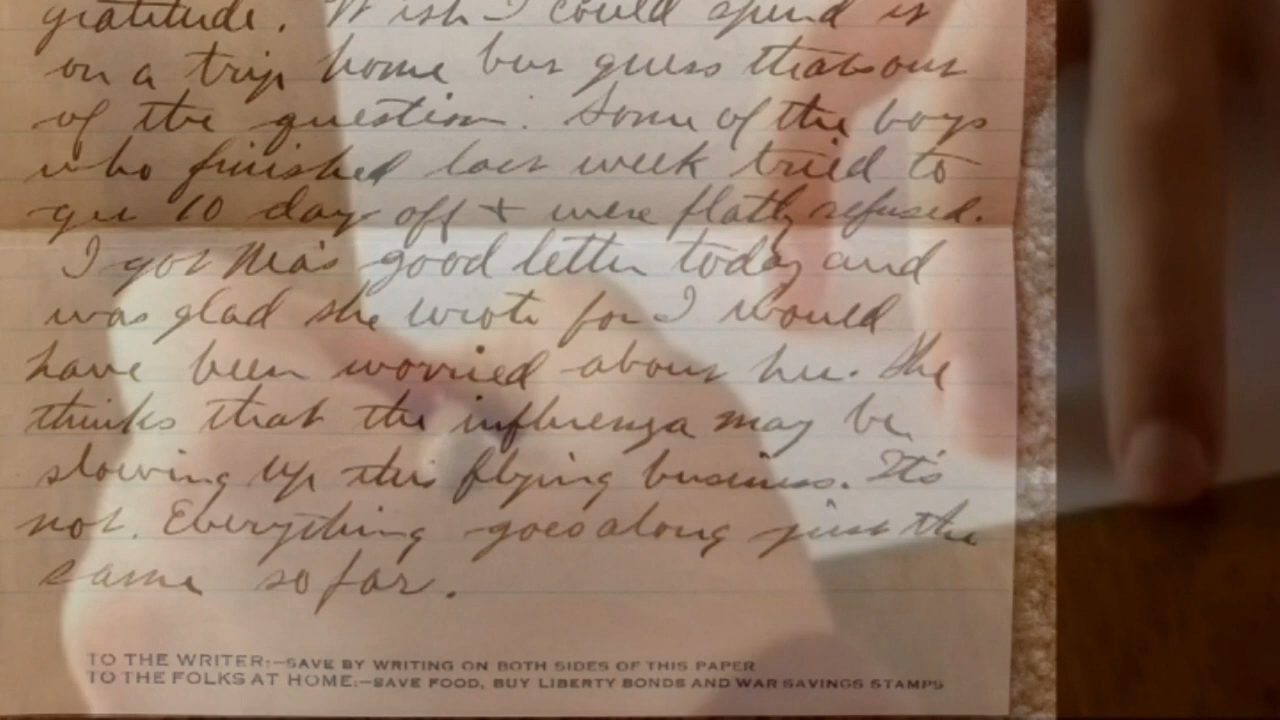 gratitude. Wish I could spend it
on a trip home but guess thats out
of the question. Some of the boys
who finished last week tried to
get 10 days off + were flatly refused.
I got Mea's good letter today and
was glad she wrote for I would
have been worried about her. She
thinks that the influenza may be
slowing up this flying business. It's
not. Everything goes along just the
same so far.
TO THE WRITER:—SAVE BY WRITING ON BOTH SIDES OF THIS PAPER
TO THE FOLKS AT HOME:—SAVE FOOD, BUY LIBERTY BONDS AND WAR SAVINGS STAMPS